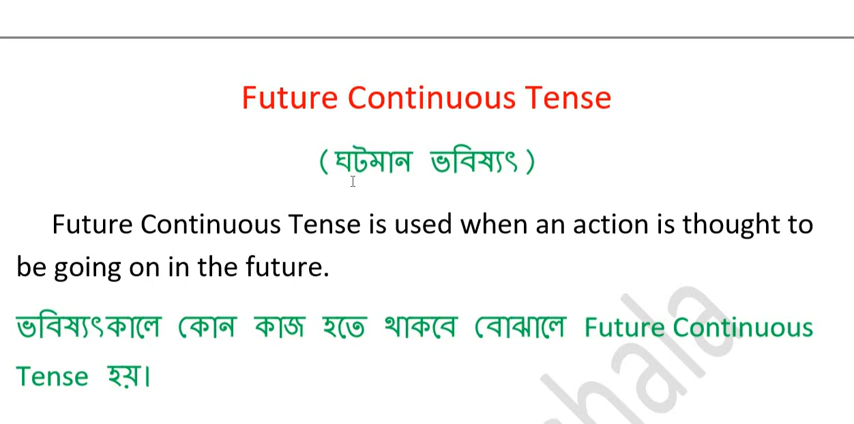 Future Continuous Tense
(ঘটমান ভবিষ্যৎ)
Future Continuous Tense is used when an action is thought to
be going on in the future.
ভবিষ্যৎকালে কোন কাজ হতে থাকবে বোঝালে Future Continuous
Tense হয়।